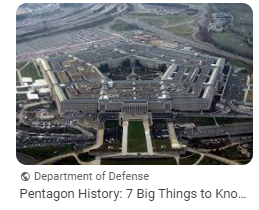 Department of Defense
Pentagon History: 7 Big Things to Kno...